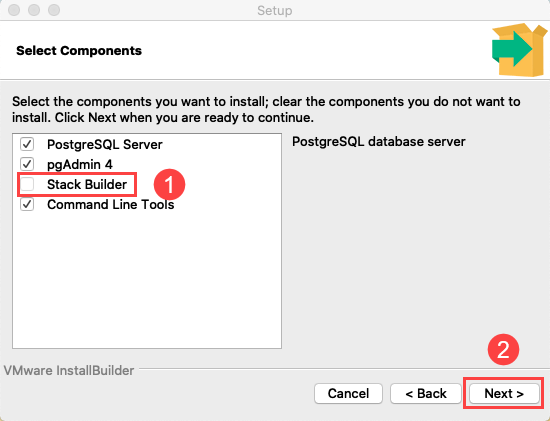 Setup
Select Components
Select the components you want to install; clear the components you do not want to
install. Click Next when you are ready to continue.
PostgreSQL Server
PostgreSQL database server
pgAdmin 4
Stack Builder
1
Command Line Tools
2
VMware InstallBuilder
Cancel
< Back
Next >